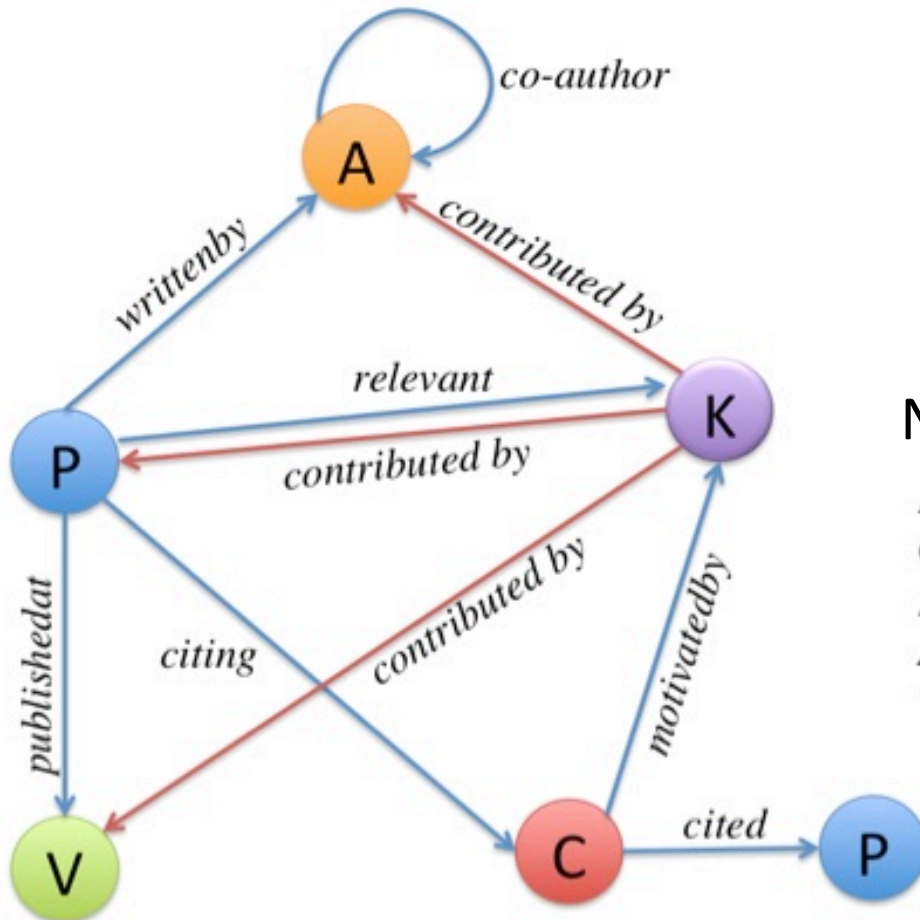 co-author
A
contributed by
writtenby
relevant
K
N
P
contributed by
contributed by
publishedat
citing
motivatedby
cited
V
C
P